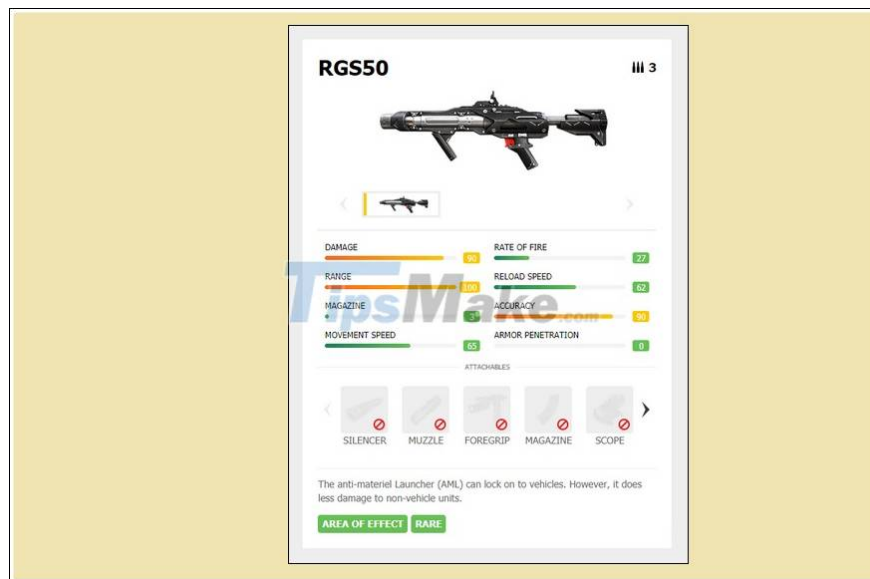 RGS50
3
DAMAGE 90 RATE OF FIRE 27
RANGE 100 RELOAD SPEED 62
MAGAZINE 3 ACCURACY 90
MOVEMENT SPEED 65 ARMOR PENETRATION 0
TipsMake.com
ATTACHABLES
SILENCER MUZZLE FOREGRIP MAGAZINE SCOPE
The anti-materiel Launcher (AML) can lock on to vehicles. However, it does
less damage to non-vehicle units.
AREA OF EFFECT RARE